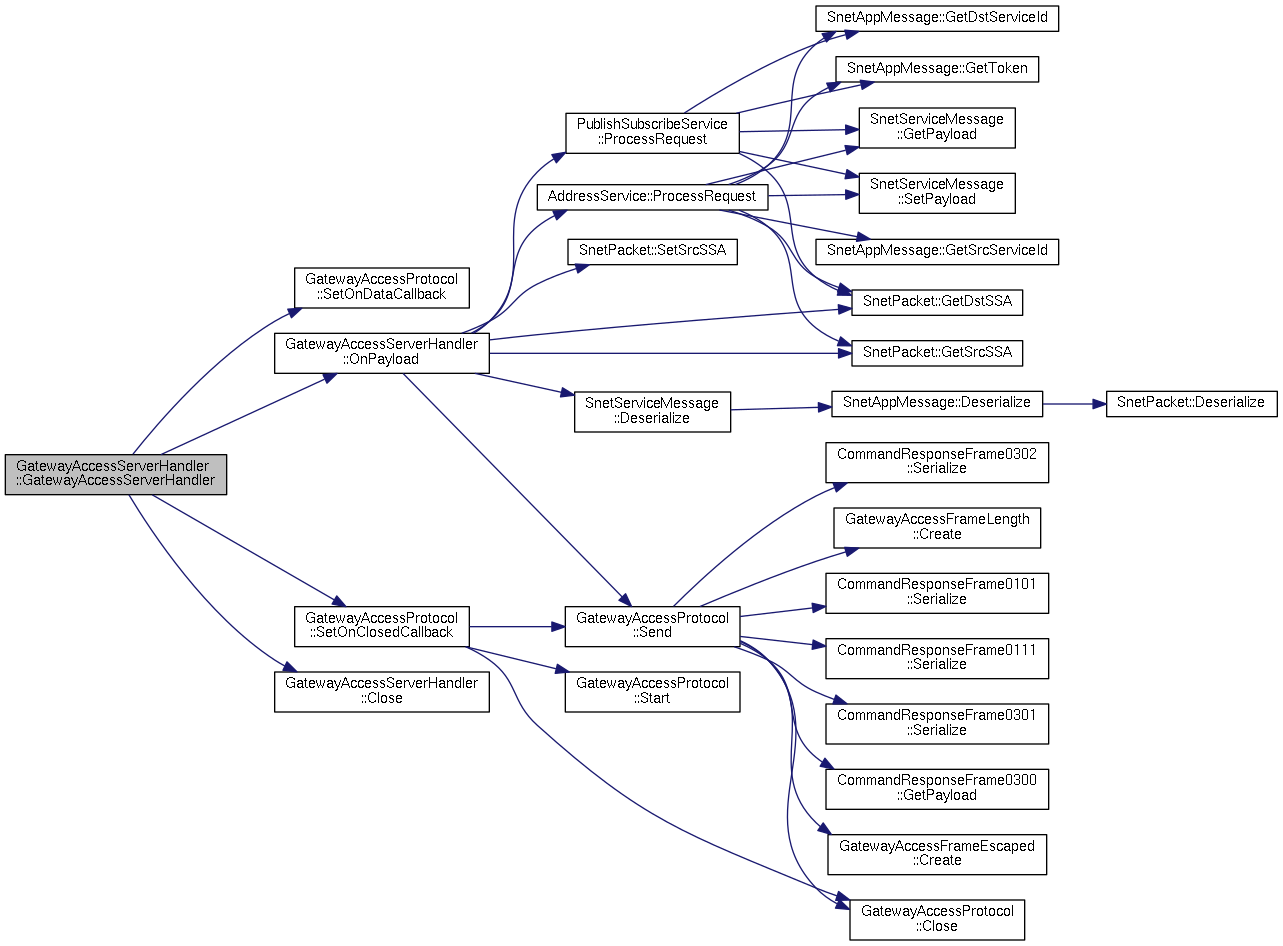 SnetAppMessage::GetDstServiceId
SnetAppMessage::GetToken
PublishSubscribeService
::ProcessRequest
SnetServiceMessage
::GetPayload
AddressService::ProcessRequest
SnetServiceMessage
::SetPayload
SnetPacket::SetSrcSSA
SnetAppMessage::GetSrcServiceId
GatewayAccessProtocol
::SetOnDataCallback
SnetPacket::GetDstSSA
GatewayAccessServerHandler
::OnPayload
SnetPacket::GetSrcSSA
SnetServiceMessage
::Deserialize
SnetAppMessage::Deserialize
SnetPacket::Deserialize
GatewayAccessServerHandler
::GatewayAccessServerHandler
CommandResponseFrame0302
::Serialize
GatewayAccessFrameLength
::Create
CommandResponseFrame0101
::Serialize
GatewayAccessProtocol
::SetOnClosedCallback
GatewayAccessProtocol
::Send
CommandResponseFrame0111
::Serialize
GatewayAccessServerHandler
::Close
GatewayAccessProtocol
::Start
CommandResponseFrame0301
::Serialize
CommandResponseFrame0300
::GetPayload
GatewayAccessFrameEscaped
::Create
GatewayAccessProtocol
::Close